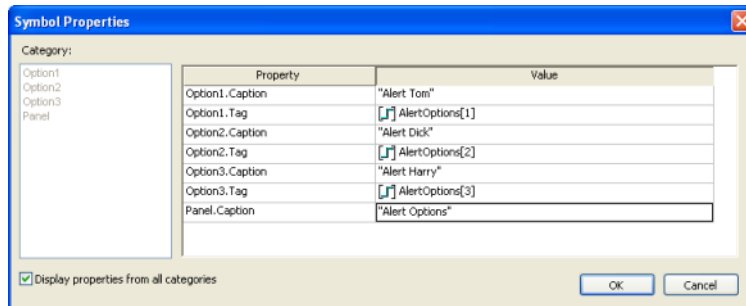 Symbol Properties
Category:
Option1
Option2
Option3
Panel
Property Value
Option1.Caption "Alert Tom"
Option1.Tag AlertOptions[1]
Option2.Caption "Alert Dick"
Option2.Tag AlertOptions[2]
Option3.Caption "Alert Harry"
Option3.Tag AlertOptions[3]
Panel.Caption "Alert Options"
Display properties from all categories
OK Cancel